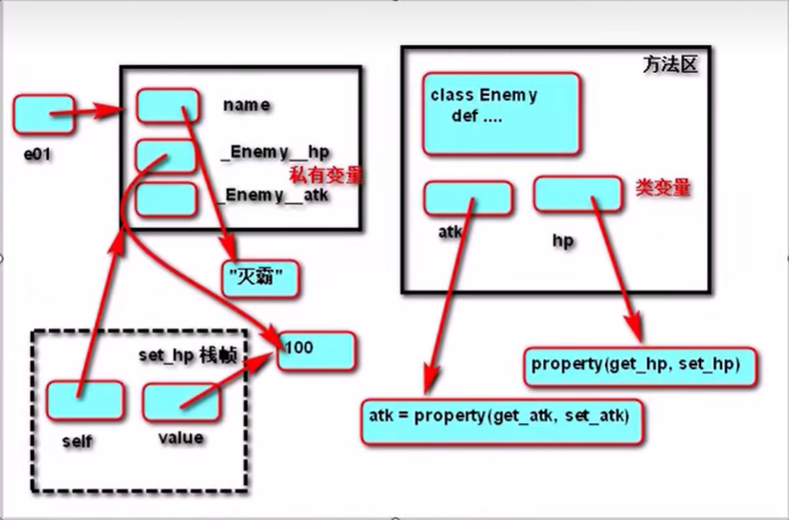 e01
name
_Enemy__hp
私有变量
_Enemy__atk
"灭霸"
100
set_hp 栈帧
self
value
方法区
class Enemy
def ....
类变量
atk
hp
property(get_hp, set_hp)
atk = property(get_atk, set_atk)